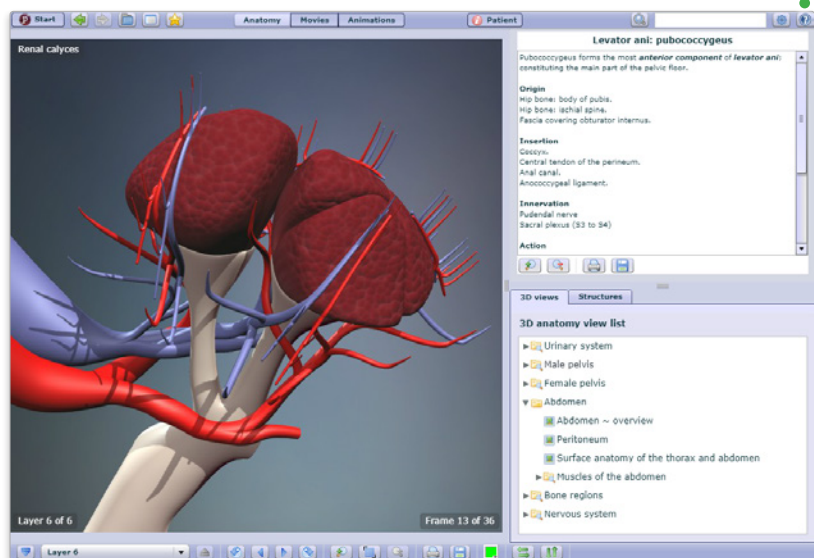 Start
Anatomy Movies Animations
Patient
Renal calyces
Levator ani: pubococcygeus
Pubococcygeus forms the most anterior component of levator ani:
constituting the main part of the pelvic floor.
Origin
Hip bone: body of pubis.
Hip bone: ischial spine.
Fascia covering obturator internus.
Insertion
Coccyx.
Central tendon of the perineum.
Anal canal.
Anococcygeal ligament.
Innervation
Pudendal nerve
Sacral plexus (S3 to S4)
Action
3D views Structures
3D anatomy view list
Urinary system
Male pelvis
Female pelvis
Abdomen
Abdomen ~ overview
Peritoneum
Surface anatomy of the thorax and abdomen
Muscles of the abdomen
Bone regions
Nervous system
Layer 6 of 6
Frame 13 of 36
Layer 6